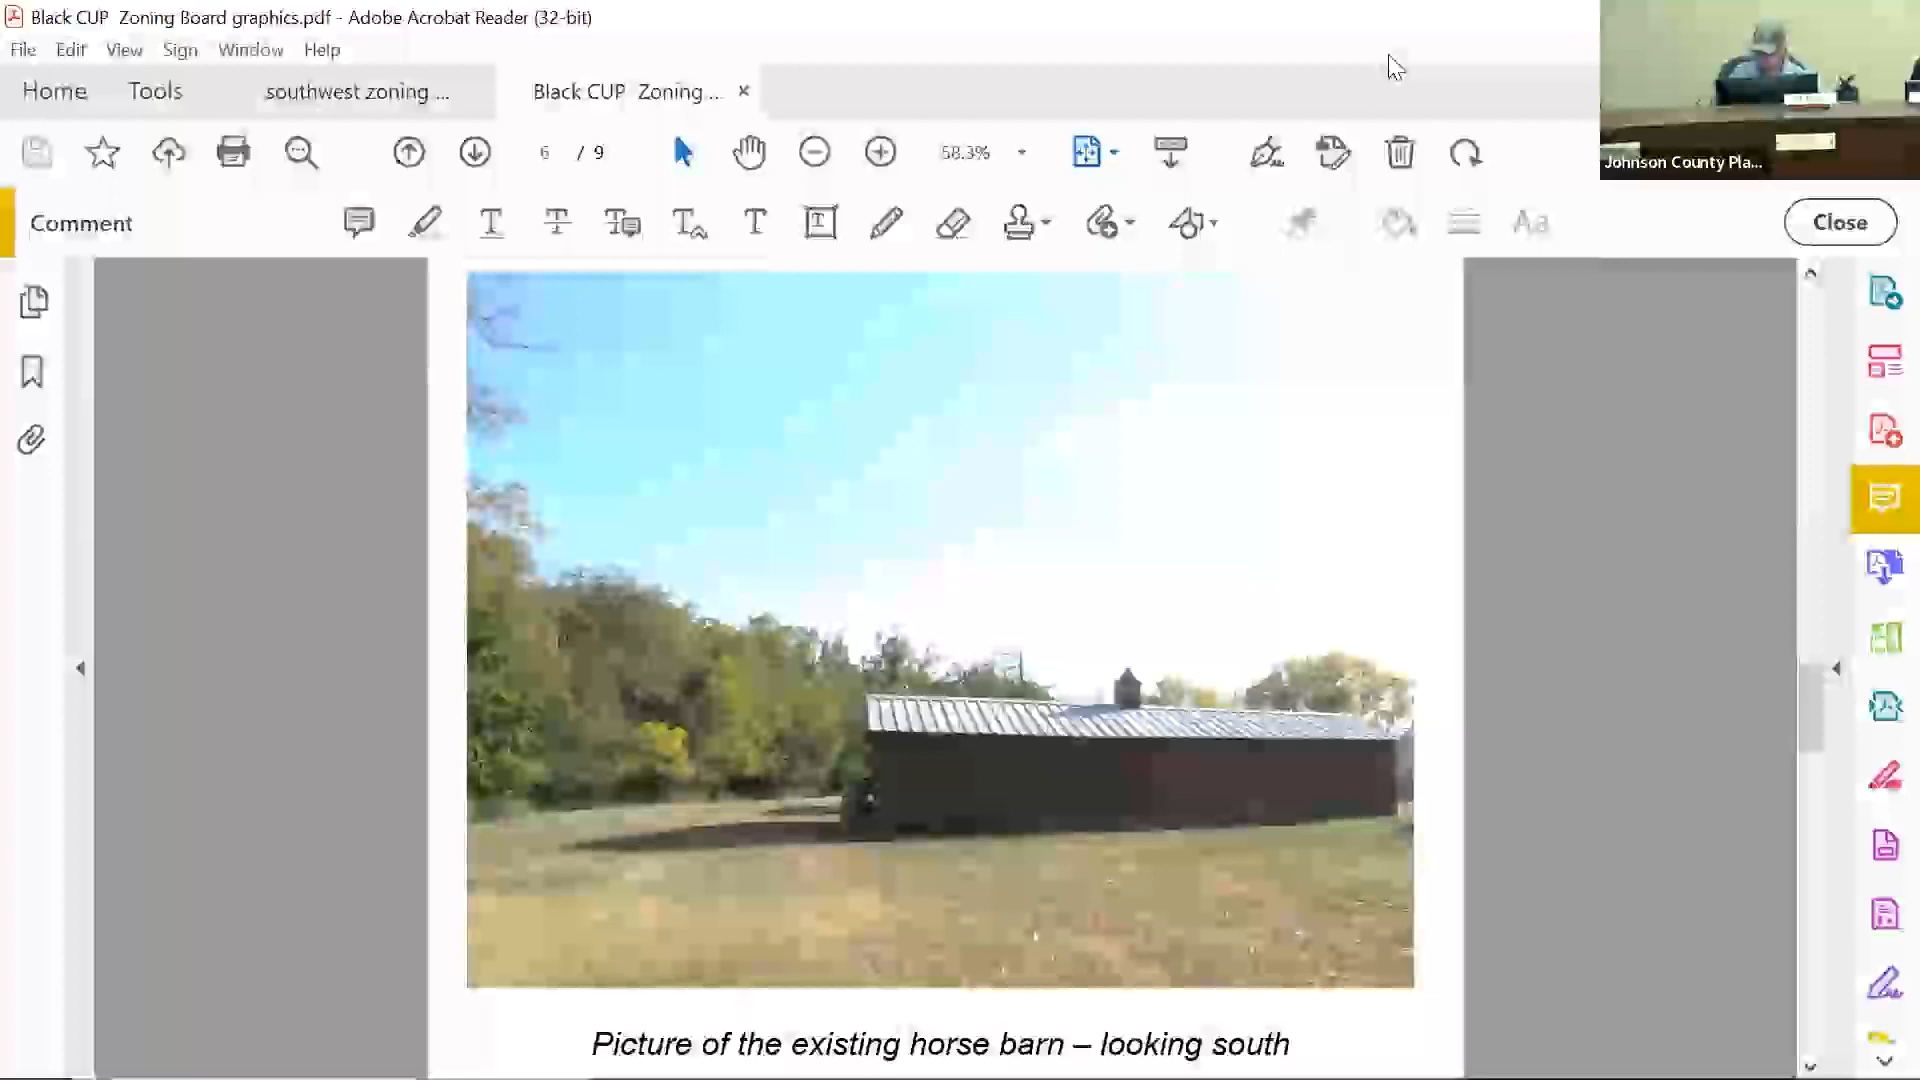 Black CUP Zoning Board graphics.pdf - Adobe Acrobat Reader (32-bit)
File Edit View Sign Window Help
Home Tools southwest zoning ... Black CUP Zoning ... ×
6 / 9 58.3%
Johnson County Pla...
Comment Aa Close
Picture of the existing horse barn – looking south